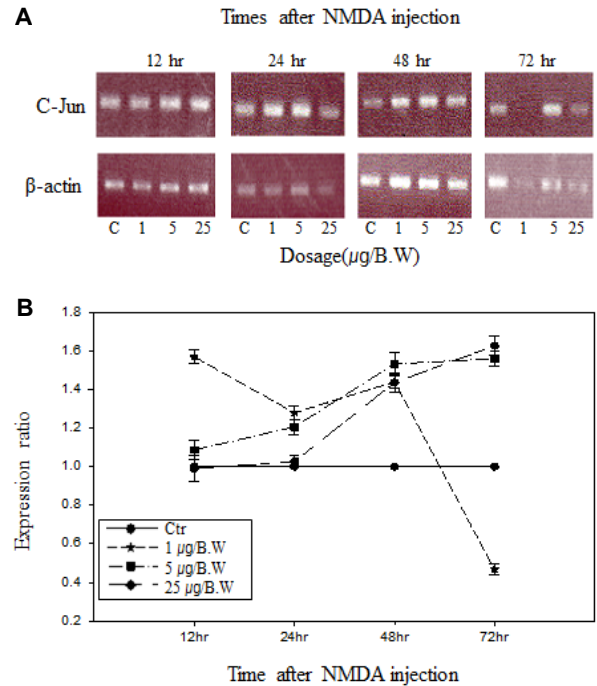 A
Times after NMDA injection
12 hr 24 hr 48 hr 72 hr
C-Jun
β-actin
C 1 5 25 C 1 5 25 C 1 5 25 C 1 5 25
Dosage(μg/B.W)
B
1.8
1.6
1.4
1.2
1.0
0.8
0.6
0.4
0.2
Expression ratio
Ctr
1 μg/B.W
5 μg/B.W
25 μg/B.W
12hr 24hr 48hr 72hr
Time after NMDA injection